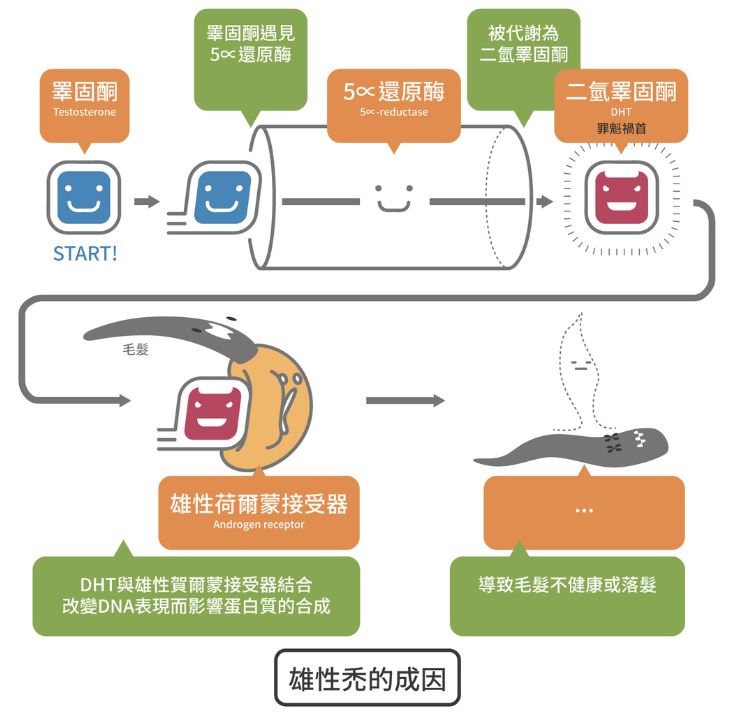 睪固酮遇見
5∝還原酶
被代謝為
二氫睪固酮
睪固酮
Testosterone
5∝還原酶
5∝-reductase
二氫睪固酮
DHT
罪魁禍首
START!
毛髮
雄性荷爾蒙接受器
Androgen receptor
...
DHT與雄性賀爾蒙接受器結合
改變DNA表現而影響蛋白質的合成
導致毛髮不健康或落髮
雄性禿的成因